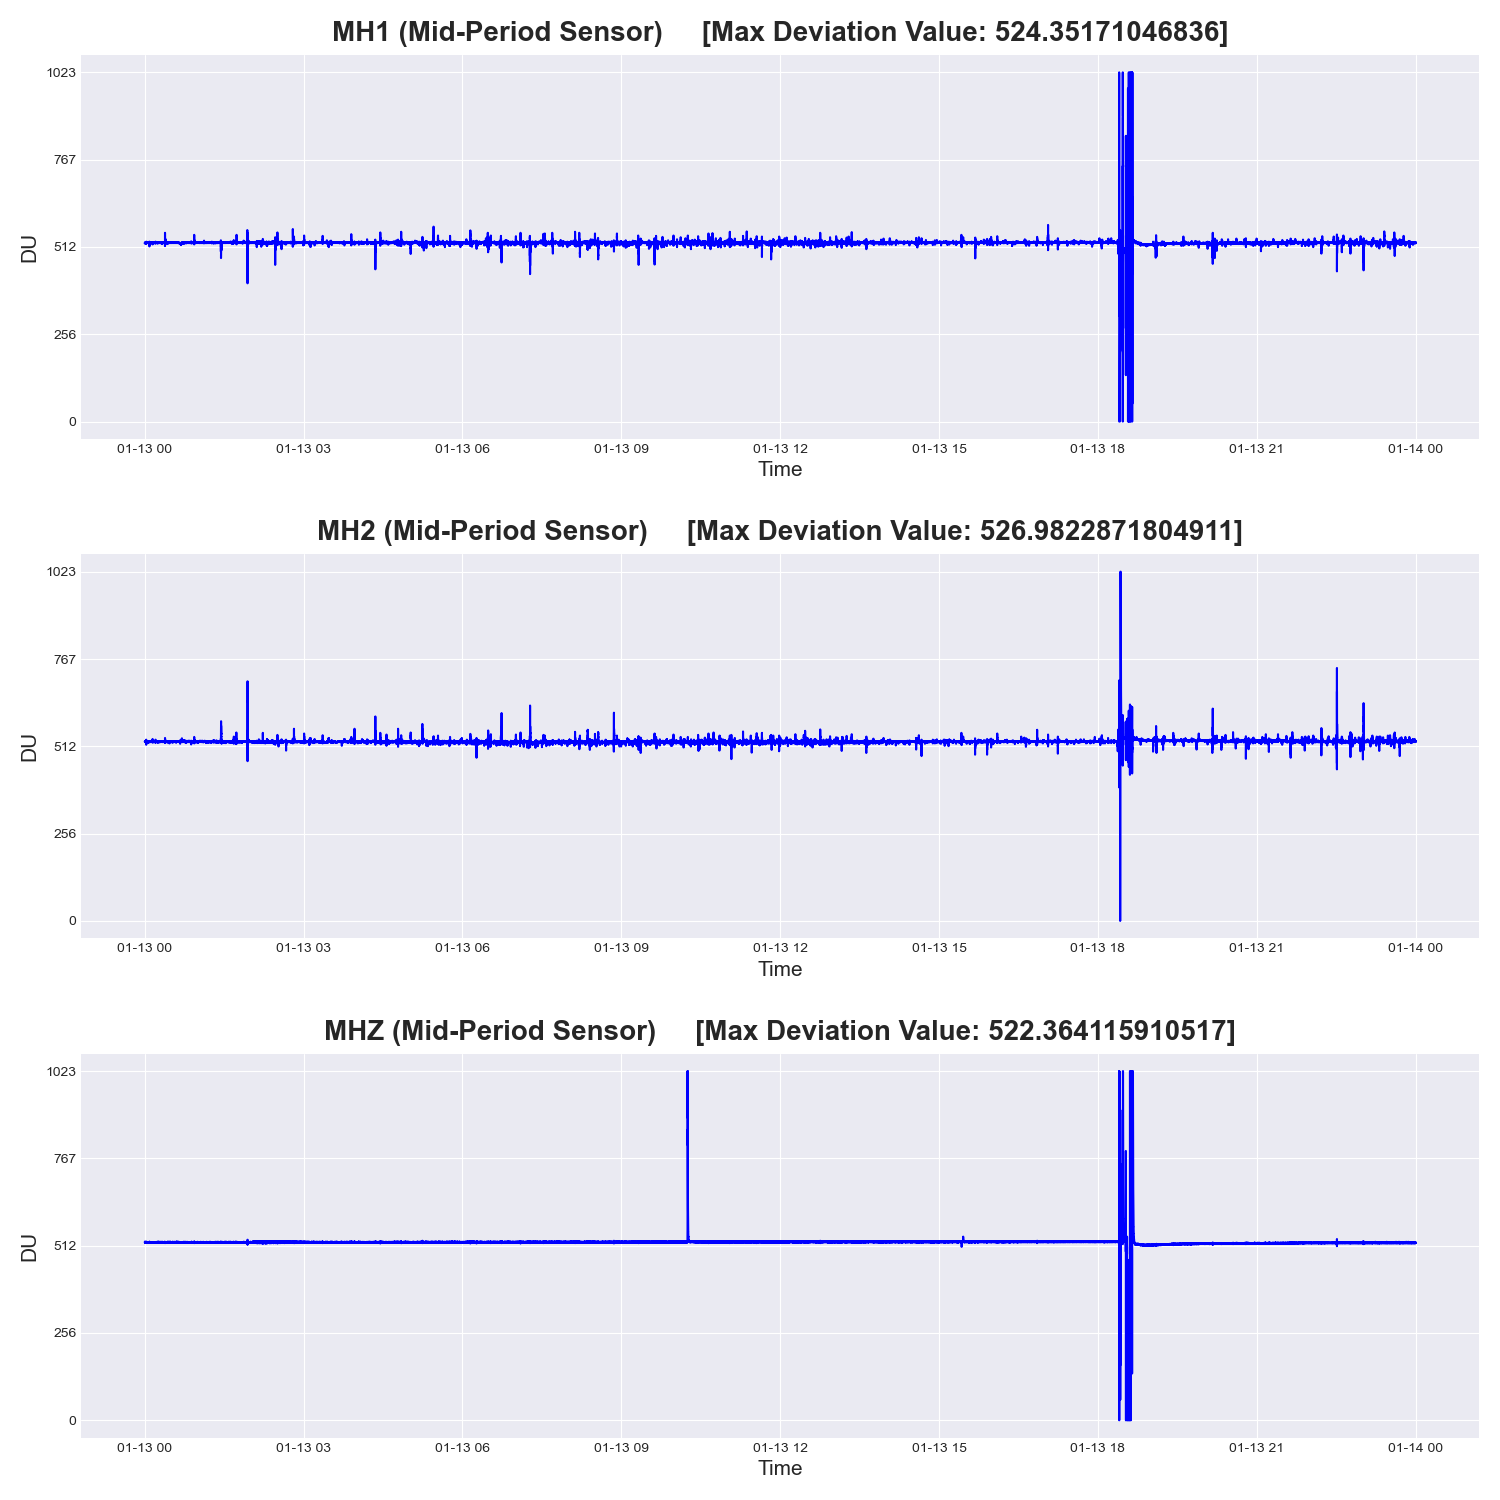 MH1 (Mid-Period Sensor) [Max Deviation Value: 524.35171046836]
1023
767
512
256
0
DU
01-13 00 01-13 03 01-13 06 01-13 09 01-13 12 01-13 15 01-13 18 01-13 21 01-14 00
Time
MH2 (Mid-Period Sensor) [Max Deviation Value: 526.9822871804911]
1023
767
512
256
0
DU
01-13 00 01-13 03 01-13 06 01-13 09 01-13 12 01-13 15 01-13 18 01-13 21 01-14 00
Time
MHZ (Mid-Period Sensor) [Max Deviation Value: 522.364115910517]
1023
767
512
256
0
DU
01-13 00 01-13 03 01-13 06 01-13 09 01-13 12 01-13 15 01-13 18 01-13 21 01-14 00
Time